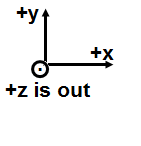 +y
+x
+z is out